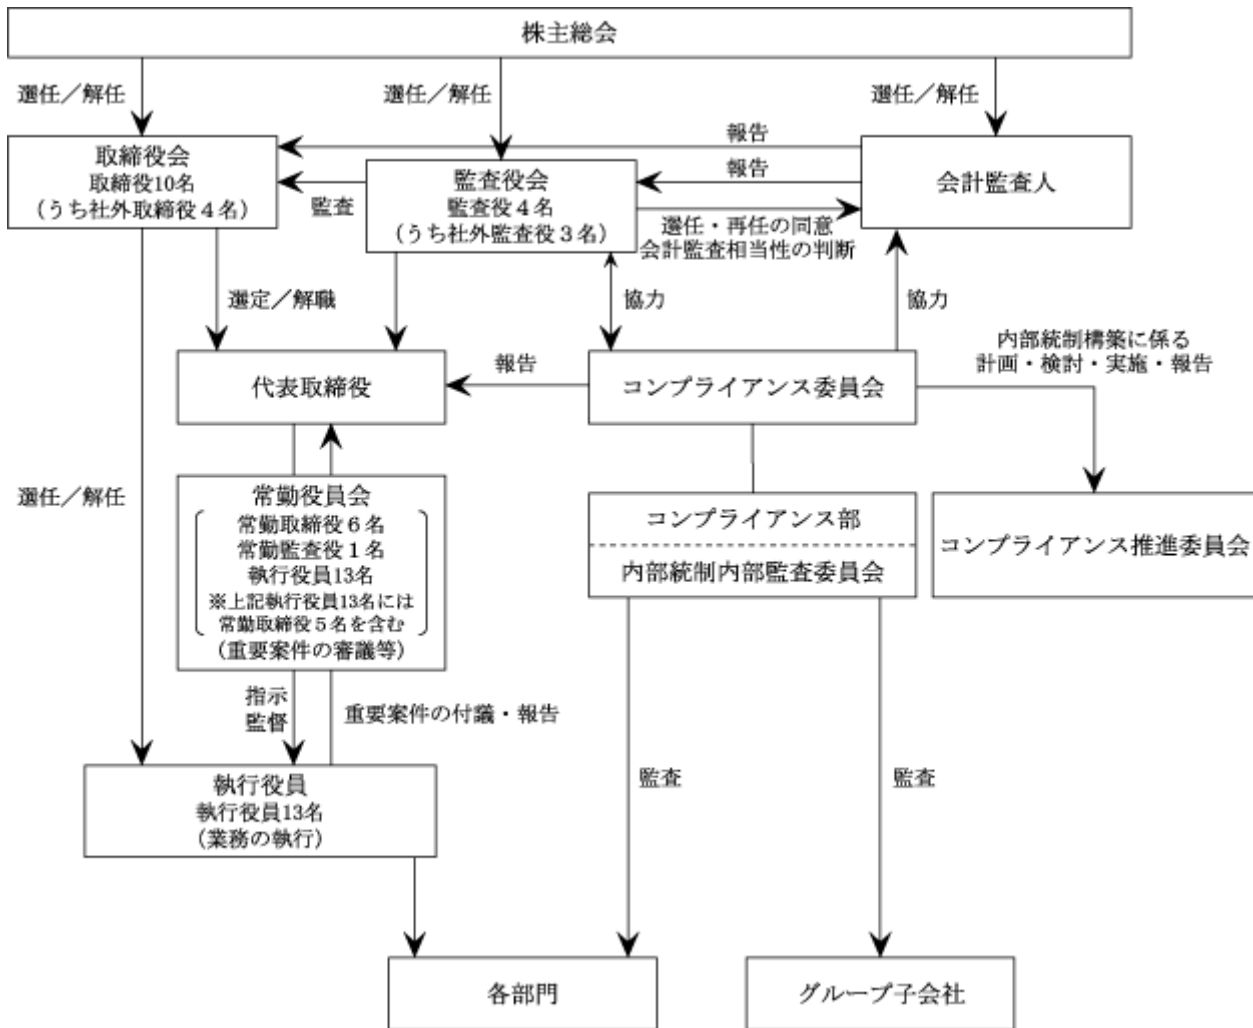 株主総会
選任／解任
選任／解任
選任／解任
取締役会
取締役10名
（うち社外取締役４名）
監査
監査役会
監査役４名
（うち社外監査役３名）
報告
報告
会計監査人
選任・再任の同意
会計監査相当性の判断
選定／解職
協力
協力
内部統制構築に係る
計画・検討・実施・報告
代表取締役
報告
コンプライアンス委員会
選任／解任
常勤役員会
常勤取締役６名
常勤監査役１名
執行役員13名
※上記執行役員13名には
常勤取締役５名を含む
（重要案件の審議等）
コンプライアンス部
内部統制内部監査委員会
コンプライアンス推進委員会
指示
監督
重要案件の付議・報告
執行役員
執行役員13名
（業務の執行）
監査
監査
各部門
グループ子会社